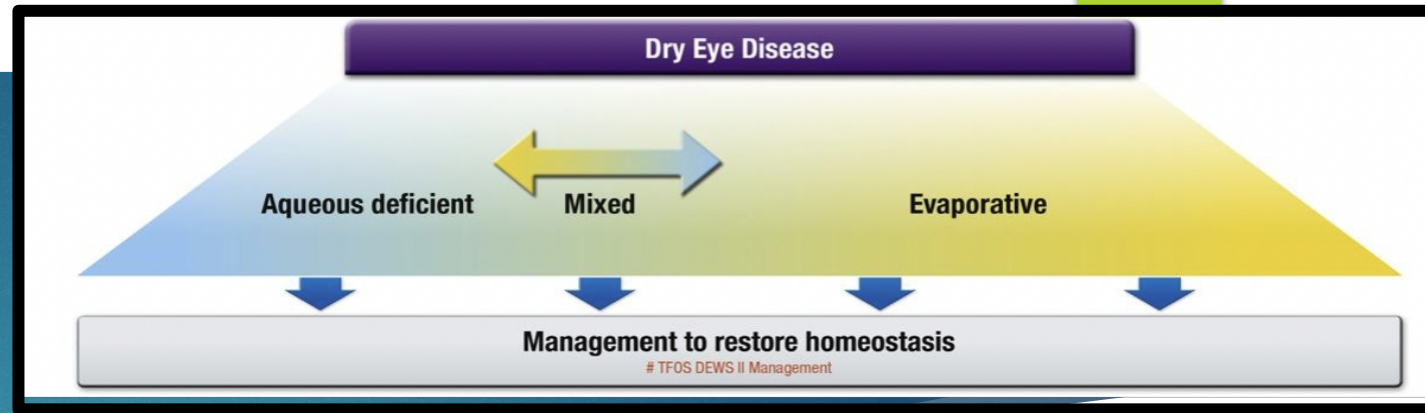 Dry Eye Disease
Aqueous deficient Mixed Evaporative
Management to restore homeostasis
# TFOS DEWS II Management